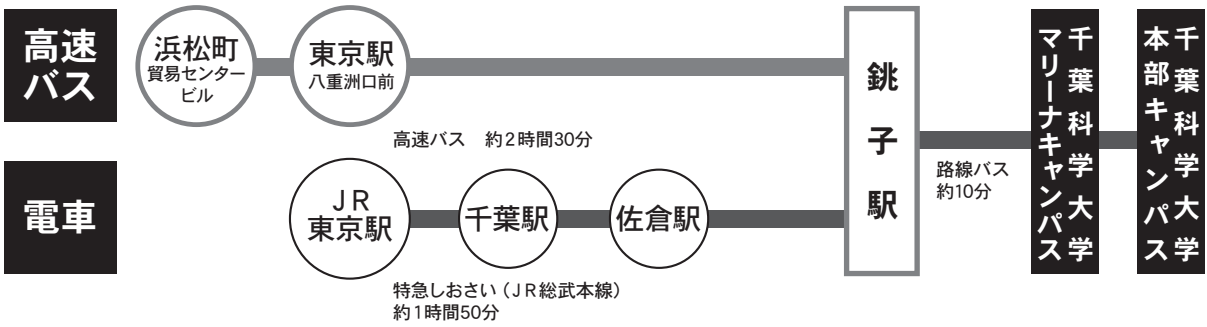 高速
バス
浜松町
貿易センター
ビル
東京駅
八重洲口前
高速バス 約2時間30分
電車
JR
東京駅
千葉駅
佐倉駅
特急しおさい（JR総武本線）
約1時間50分
銚子駅
路線バス
約10分
千葉科学大学
マリーナキャンパス
千葉科学大学
本部キャンパス